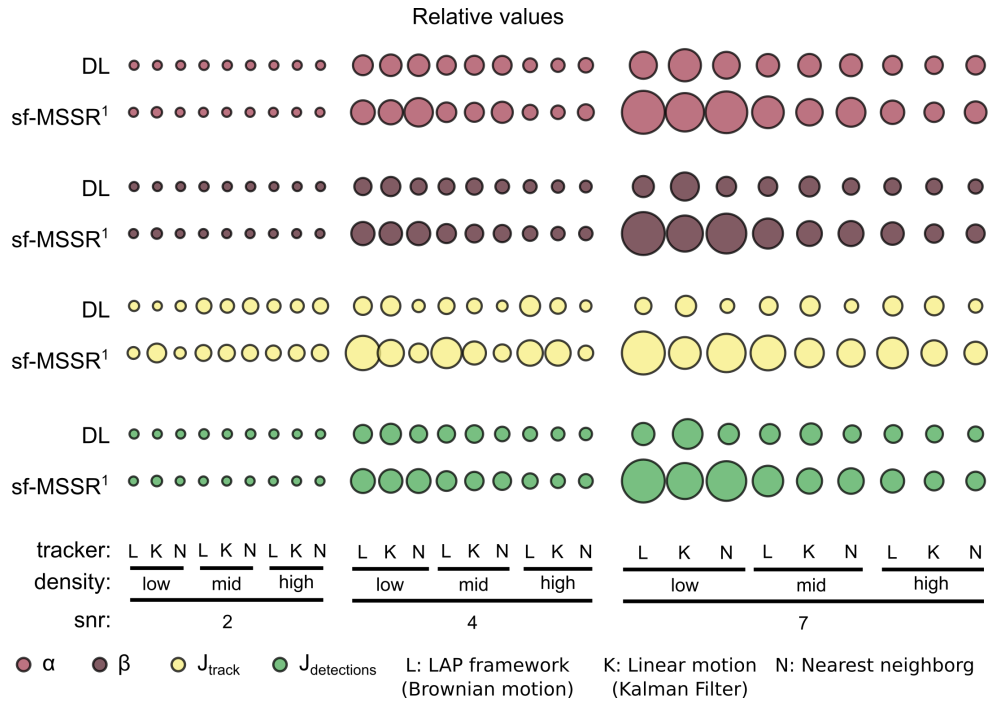 Relative values
DL
sf-MSSR¹
DL
sf-MSSR¹
DL
sf-MSSR¹
DL
sf-MSSR¹
tracker: L K N L K N L K N L K N L K N L K N L K N L K N L K N
density: low mid high low mid high low mid high
snr: 2 4 7
α β J_track J_detections L: LAP framework K: Linear motion N: Nearest neighborg
(Brownian motion) (Kalman Filter)